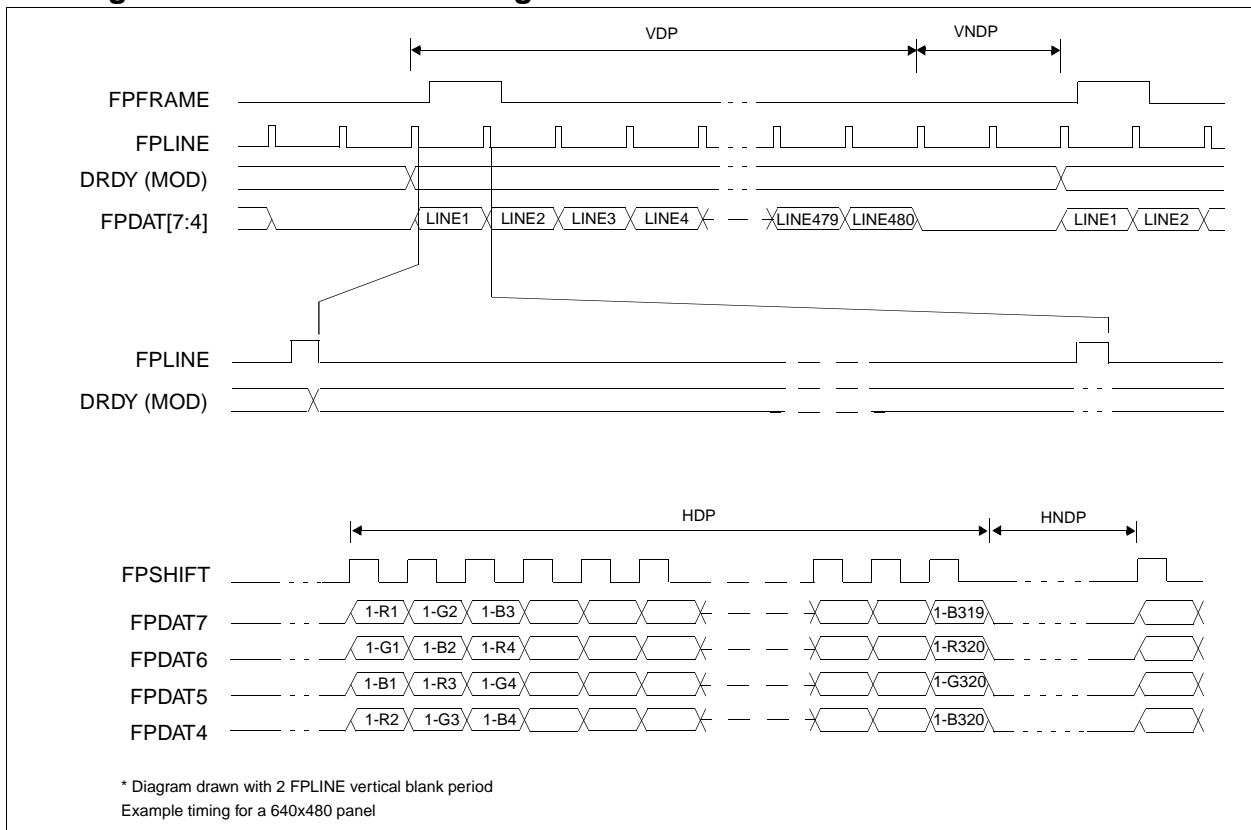 VDP VNDP
FPFRAME
FPLINE
DRDY (MOD)
FPDAT[7:4] LINE1 LINE2 LINE3 LINE4 LINE479 LINE480 LINE1 LINE2
FPLINE
DRDY (MOD)
HDP HNDP
FPSHIFT
FPDAT7 1-R1 1-G2 1-B3 1-B319
FPDAT6 1-G1 1-B2 1-R4 1-R320
FPDAT5 1-B1 1-R3 1-G4 1-G320
FPDAT4 1-R2 1-G3 1-B4 1-B320
* Diagram drawn with 2 FPLINE vertical blank period
Example timing for a 640x480 panel